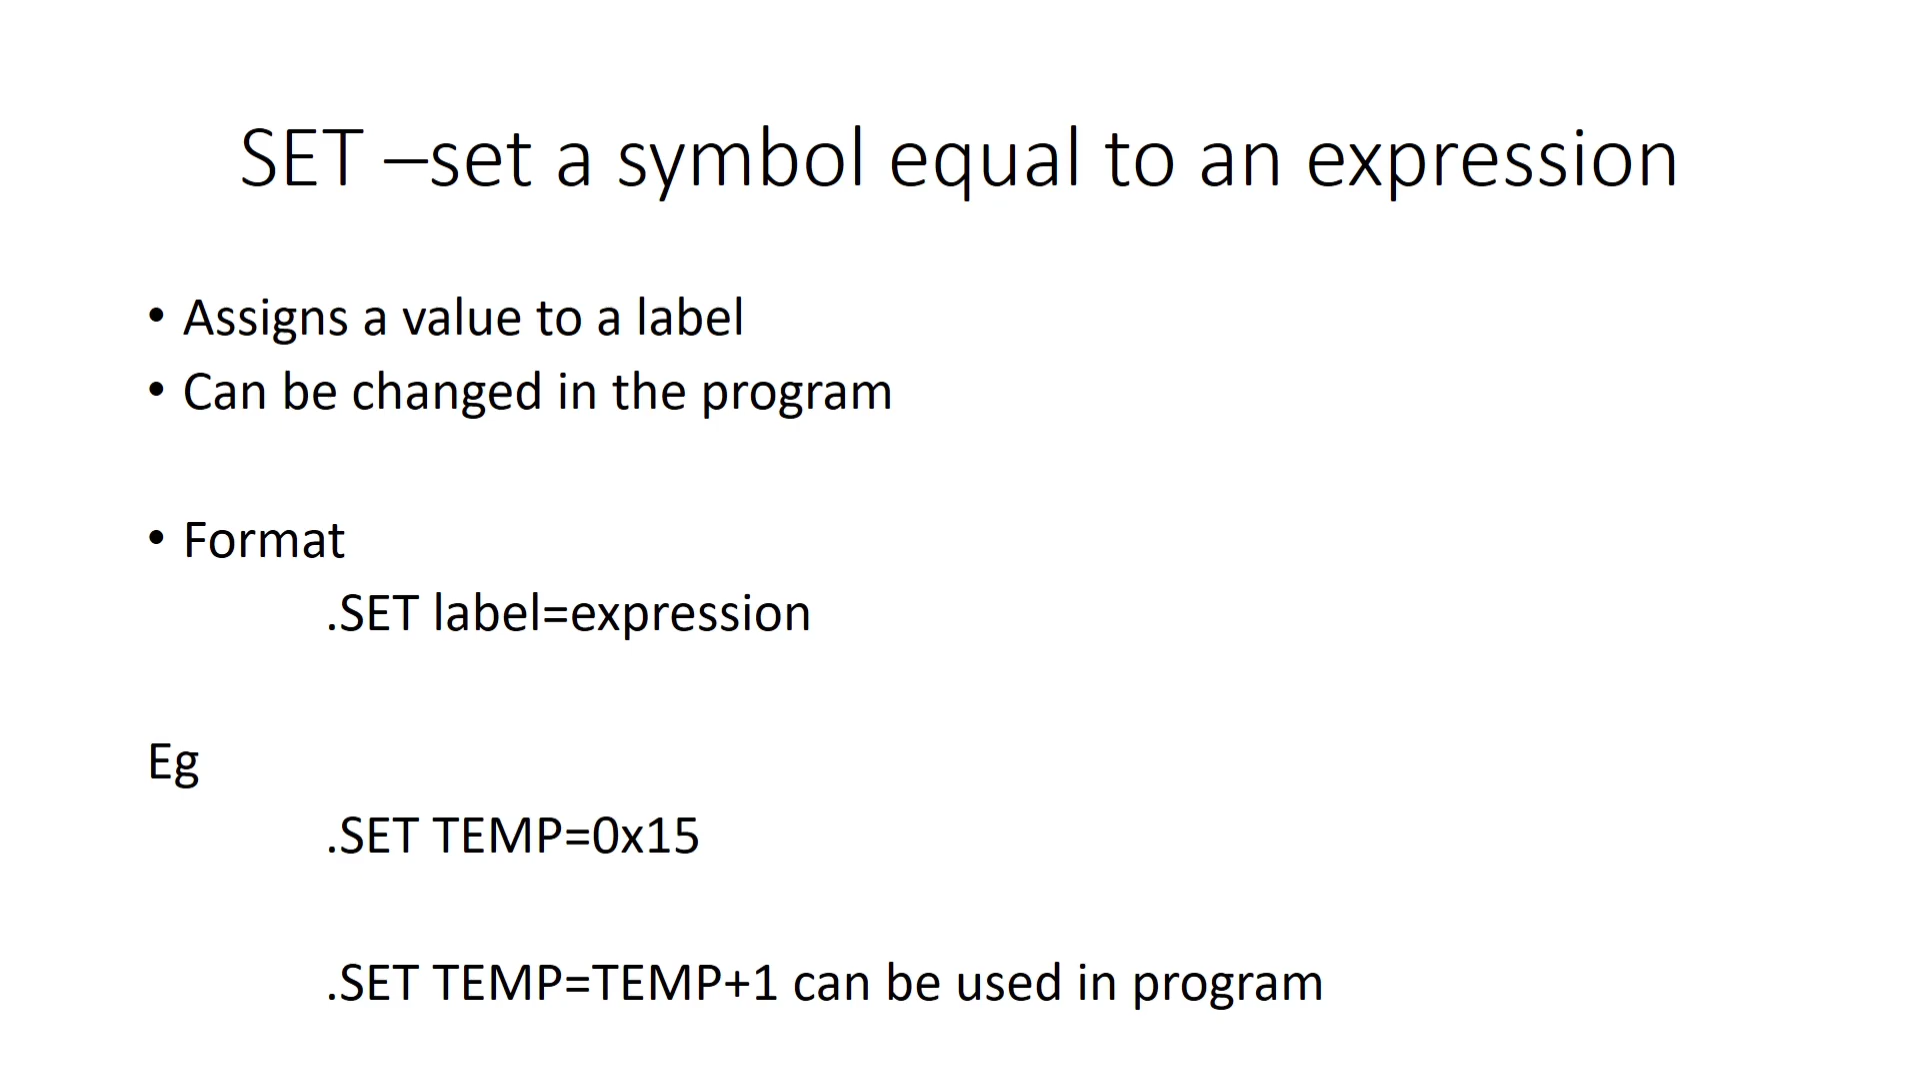 SET –set a symbol equal to an expression
• Assigns a value to a label
• Can be changed in the program
• Format
.SET label=expression
Eg
.SET TEMP=0x15
.SET TEMP=TEMP+1 can be used in program